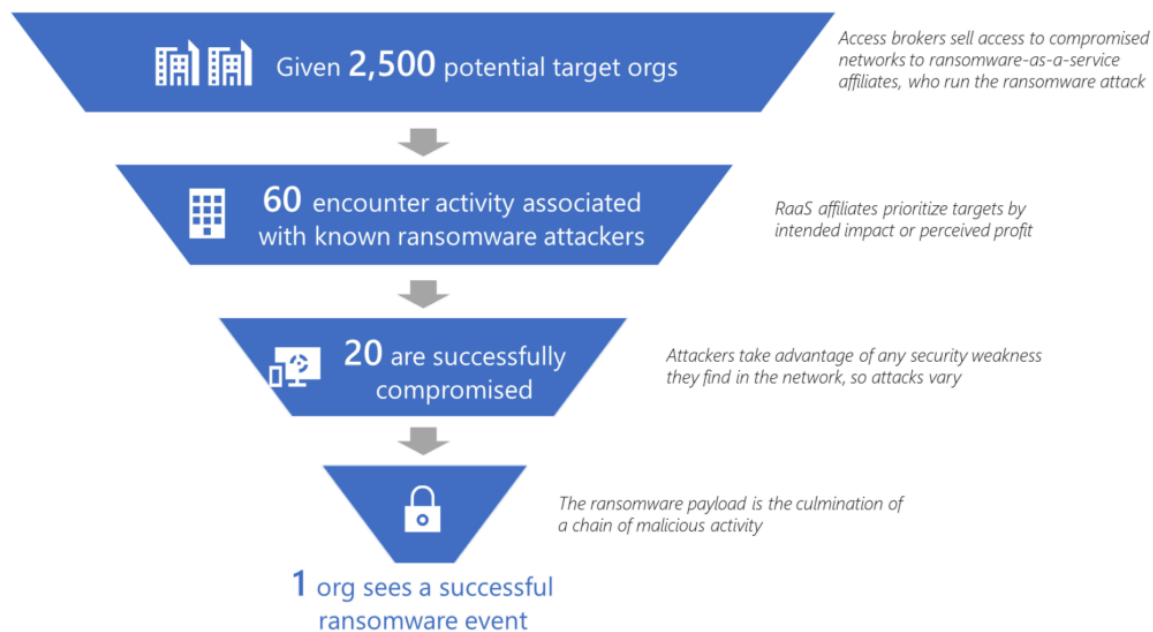 Given 2,500 potential target orgs
Access brokers sell access to compromised
networks to ransomware-as-a-service
affiliates, who run the ransomware attack
60 encounter activity associated
with known ransomware attackers
RaaS affiliates prioritize targets by
intended impact or perceived profit
20 are successfully
compromised
Attackers take advantage of any security weakness
they find in the network, so attacks vary
The ransomware payload is the culmination of
a chain of malicious activity
1 org sees a successful
ransomware event